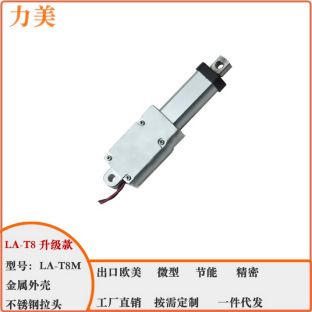 力美
LA-T8 升级款
型号：LA-T8M
金属外壳
不锈钢拉头
出口欧美 微型 节能 精密
工厂直销 按需定制 一件代发